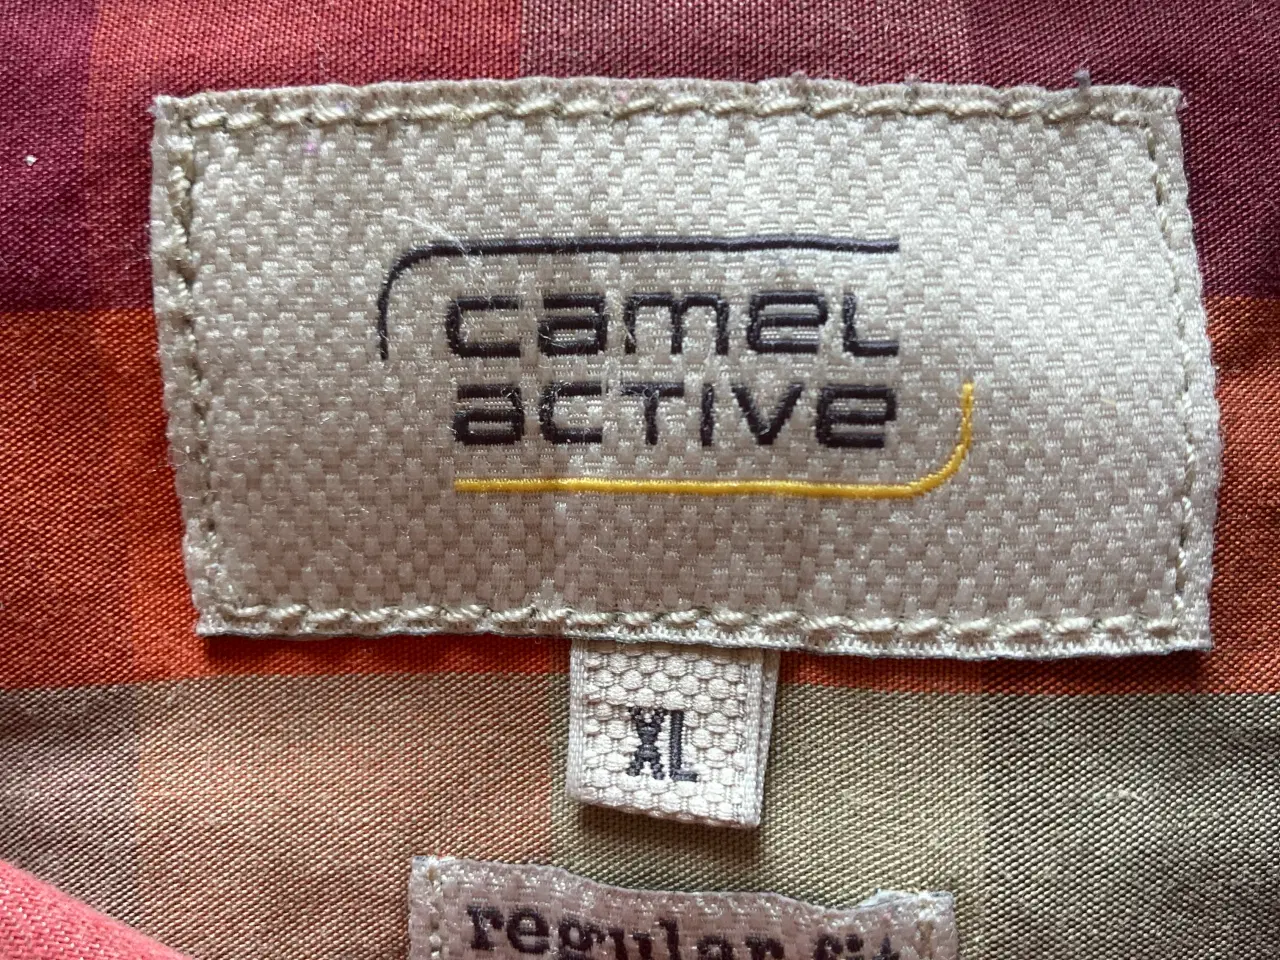 camel
active
XL
regular fit